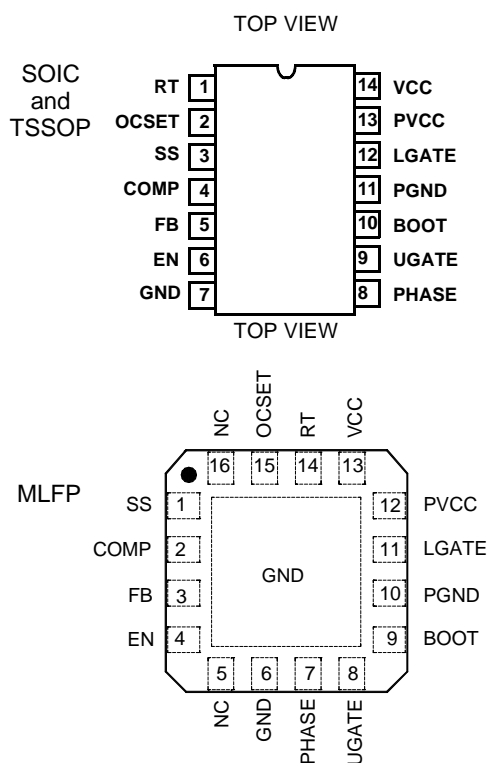 TOP VIEW
SOIC
and
TSSOP
RT 1 14 VCC
OCSET 2 13 PVCC
SS 3 12 LGATE
COMP 4 11 PGND
FB 5 10 BOOT
EN 6 9 UGATE
GND 7 8 PHASE
TOP VIEW
NC OCSET RT VCC
16 15 14 13
MLFP
SS 1 12 PVCC
COMP 2 11 LGATE
GND
FB 3 10 PGND
EN 4 9 BOOT
5 6 7 8
NC GND PHASE UGATE